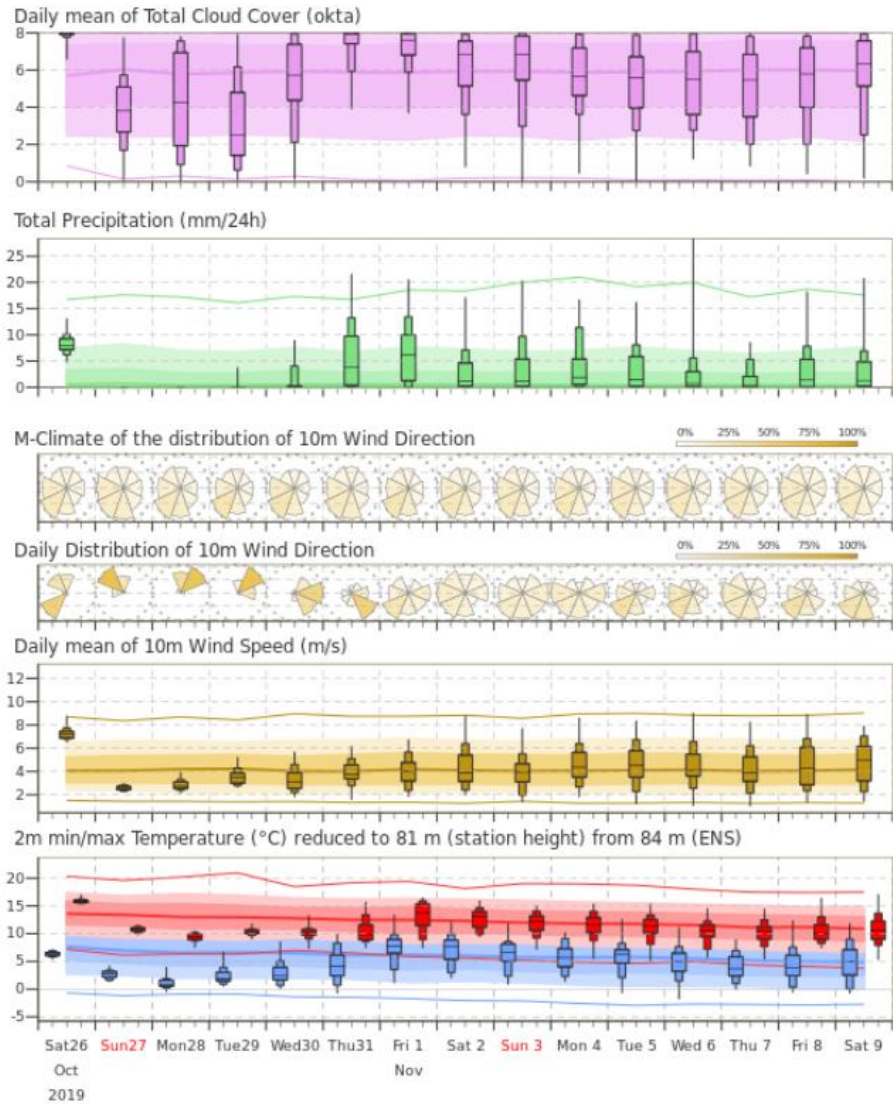 Daily mean of Total Cloud Cover (okta)
8
6
4
2
0
Total Precipitation (mm/24h)
25
20
15
10
5
0
M-Climate of the distribution of 10m Wind Direction
0% 25% 50% 75% 100%
Daily Distribution of 10m Wind Direction
0% 25% 50% 75% 100%
Daily mean of 10m Wind Speed (m/s)
12
10
8
6
4
2
2m min/max Temperature (°C) reduced to 81 m (station height) from 84 m (ENS)
20
15
10
5
0
-5
Sat26 Sun27 Mon28 Tue29 Wed30 Thu31 Fri 1 Sat 2 Sun 3 Mon 4 Tue 5 Wed 6 Thu 7 Fri 8 Sat 9
Oct Nov
2019